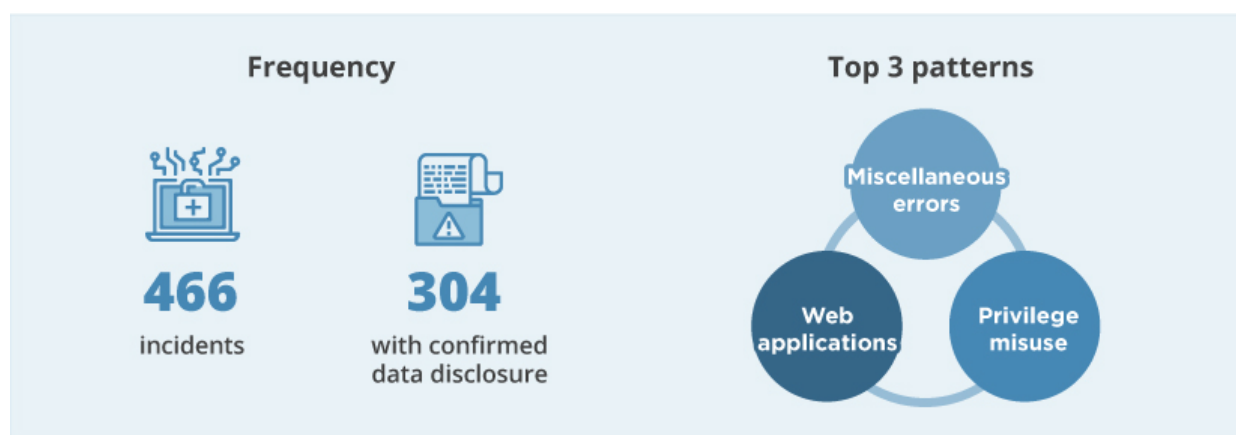 Frequency
466
incidents
304
with confirmed
data disclosure
Top 3 patterns
Miscellaneous
errors
Web
applications
Privilege
misuse